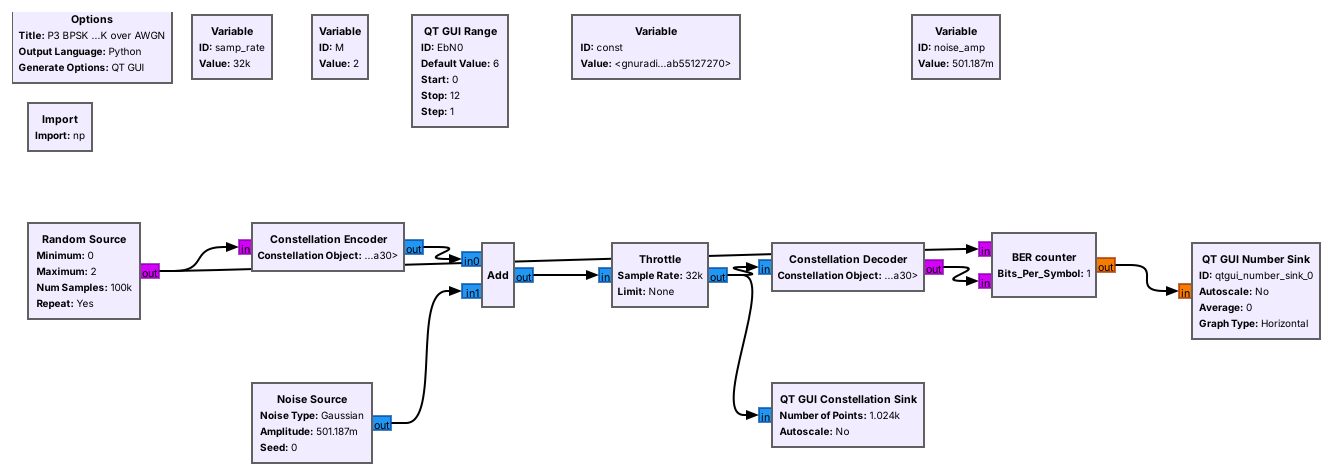 Options
Title: P3 BPSK ...K over AWGN
Output Language: Python
Generate Options: QT GUI
Variable
ID: samp_rate
Value: 32k
Variable
ID: M
Value: 2
QT GUI Range
ID: EbN0
Default Value: 6
Start: 0
Stop: 12
Step: 1
Variable
ID: const
Value: <gnuradi...ab55127270>
Variable
ID: noise_amp
Value: 501.187m
Import
Import: np
Random Source
Minimum: 0
Maximum: 2
Num Samples: 100k
Repeat: Yes
out
in
Constellation Encoder
Constellation Object: ...a30>
out
in0
in1
Add
out
in
Throttle
Sample Rate: 32k
Limit: None
out
in
Constellation Decoder
Constellation Object: ...a30>
out
in
in
BER counter
Bits_Per_Symbol: 1
out
in
QT GUI Number Sink
ID: qtgui_number_sink_0
Autoscale: No
Average: 0
Graph Type: Horizontal
Noise Source
Noise Type: Gaussian
Amplitude: 501.187m
Seed: 0
out
in
QT GUI Constellation Sink
Number of Points: 1.024k
Autoscale: No